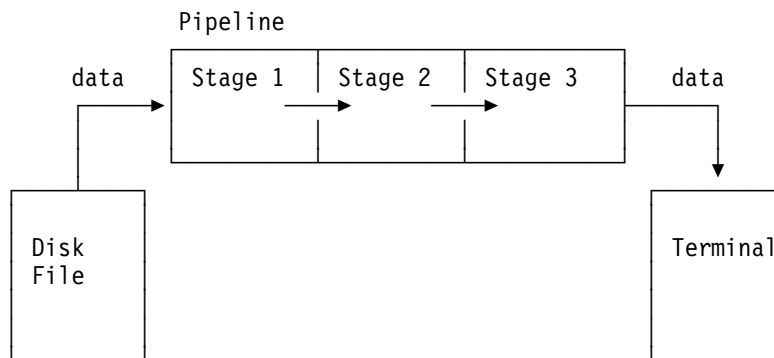 Pipeline
data
Stage 1
Stage 2
Stage 3
data
Disk
File
Terminal